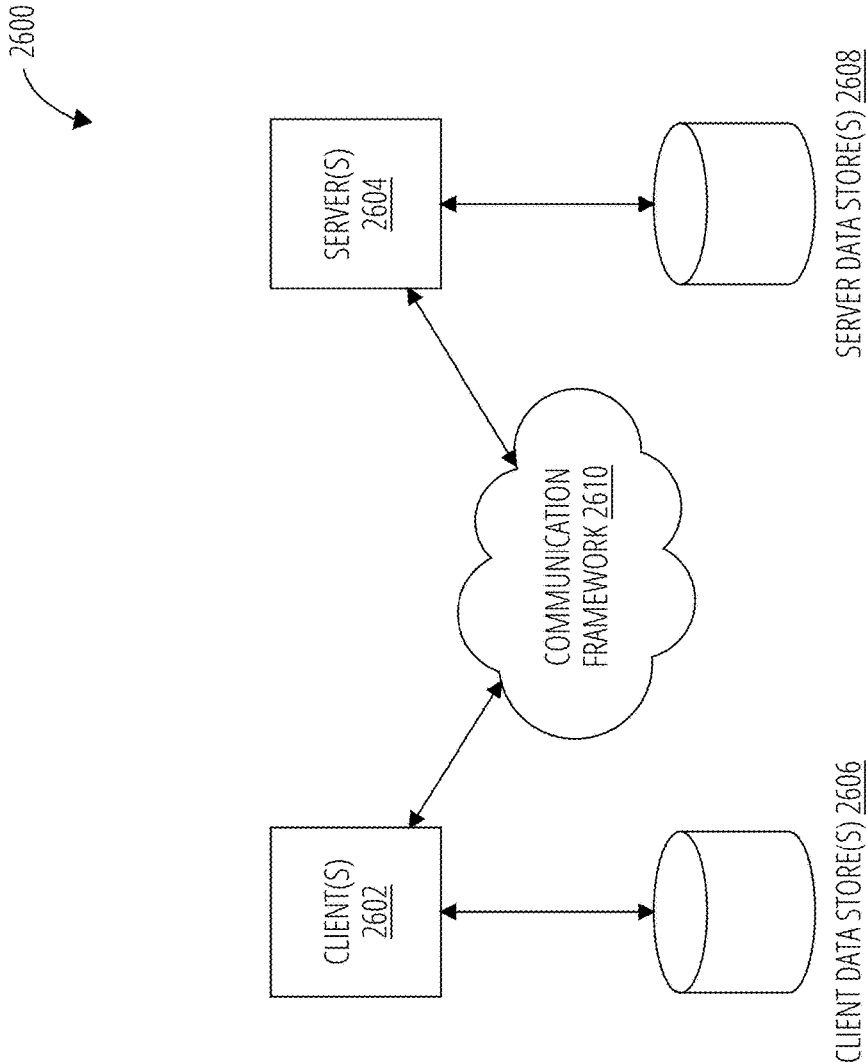 2600
SERVER(S)
2604
SERVER DATA STORE(S) 2608
COMMUNICATION
FRAMEWORK 2610
CLIENT(S)
2602
CLIENT DATA STORE(S) 2606